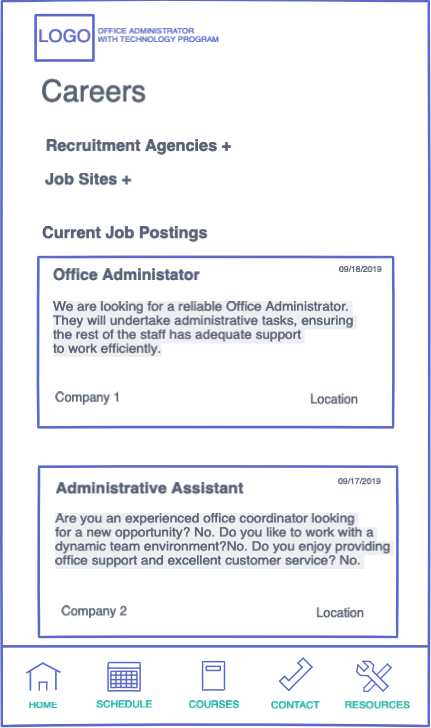 LOGO
OFFICE ADMINISTRATOR
WITH TECHNOLOGY PROGRAM
Careers
Recruitment Agencies +
Job Sites +
Current Job Postings
Office Administator
09/18/2019
We are looking for a reliable Office Administrator.
They will undertake administrative tasks, ensuring
the rest of the staff has adequate support
to work efficiently.
Company 1
Location
Administrative Assistant
09/17/2019
Are you an experienced office coordinator looking
for a new opportunity? No. Do you like to work with a
dynamic team environment?No. Do you enjoy providing
office support and excellent customer service? No.
Company 2
Location
HOME
SCHEDULE
COURSES
CONTACT
RESOURCES